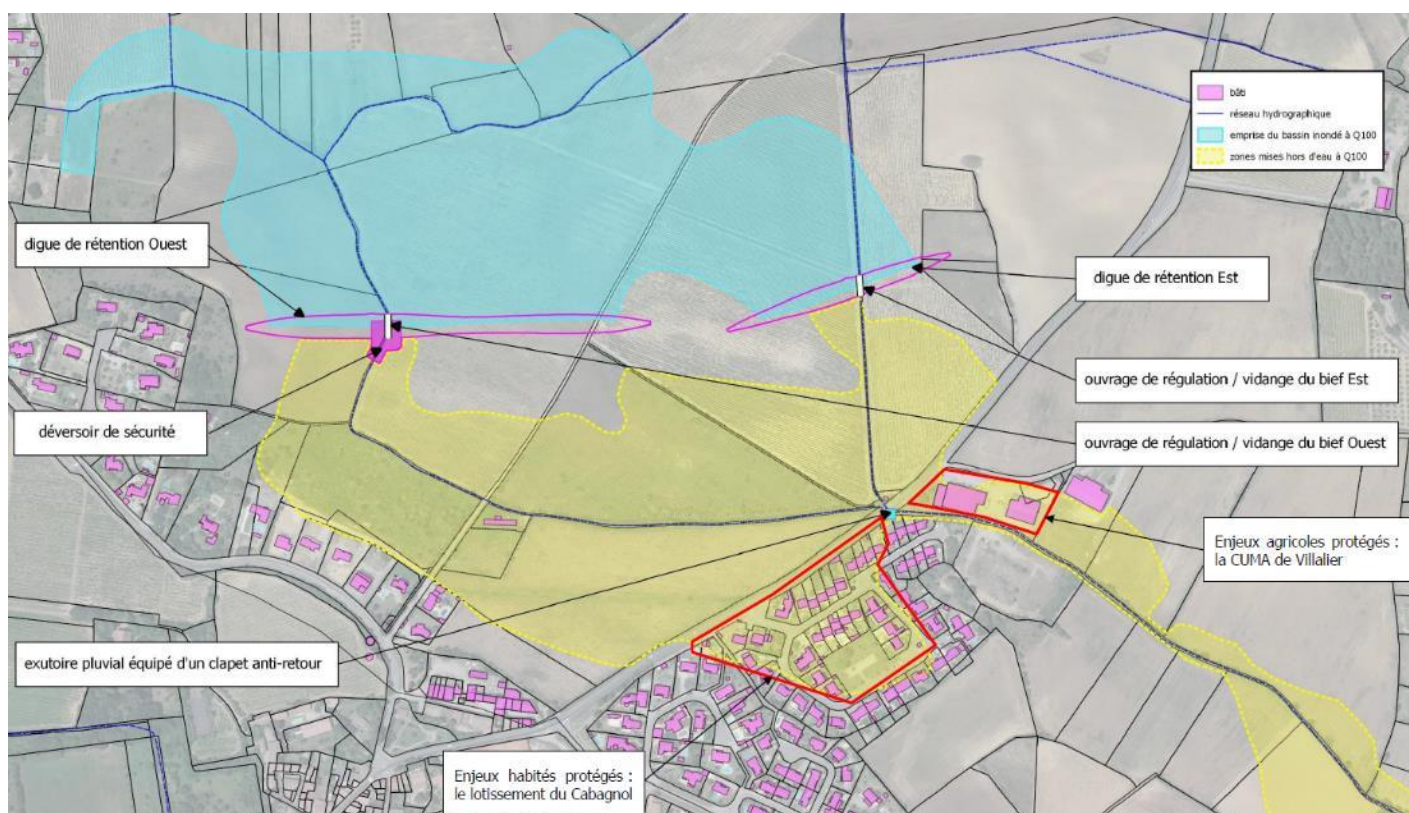 bâti
réseau hydrographique
emprise du bassin inondé à Q100
zones mises hors d'eau à Q100
digue de rétention Ouest
digue de rétention Est
ouvrage de régulation / vidange du bief Est
déversoir de sécurité
ouvrage de régulation / vidange du bief Ouest
Enjeux agricoles protégés :
la CUMA de Villalier
exutoire pluvial équipé d'un clapet anti-retour
Enjeux habités protégés :
le lotissement du Cabagnol